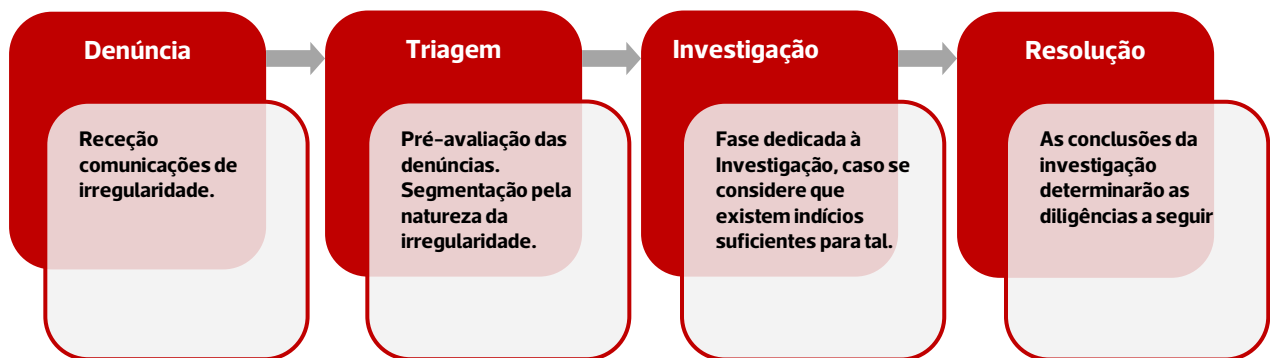 Denúncia
Receção
comunicações de
irregularidade.
Triagem
Pré-avaliação das
denúncias.
Segmentação pela
natureza da
irregularidade.
Investigação
Fase dedicada à
Investigação, caso se
considere que
existem indícios
suficientes para tal.
Resolução
As conclusões da
investigação
determinarão as
diligências a seguir